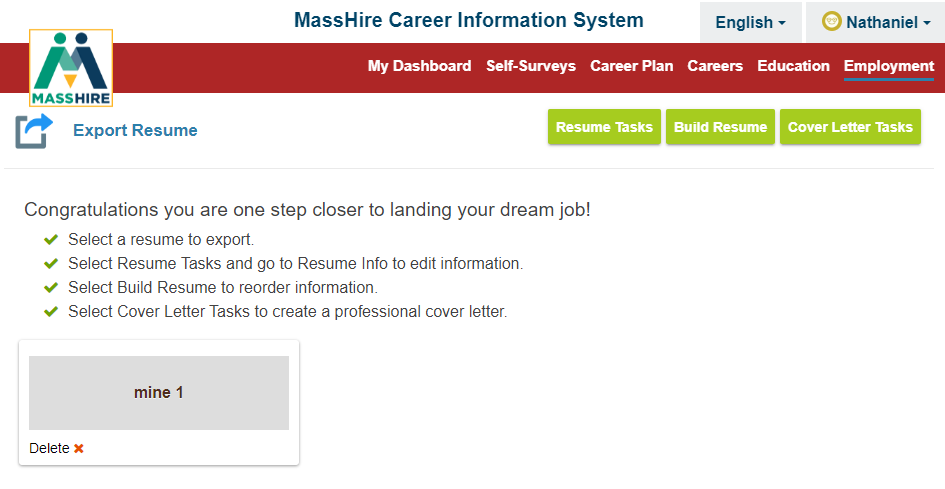 MassHire Career Information System
English
Nathaniel
MASSHIRE
My Dashboard Self-Surveys Career Plan Careers Education Employment
Export Resume
Resume Tasks Build Resume Cover Letter Tasks
Congratulations you are one step closer to landing your dream job!
Select a resume to export.
Select Resume Tasks and go to Resume Info to edit information.
Select Build Resume to reorder information.
Select Cover Letter Tasks to create a professional cover letter.
mine 1
Delete